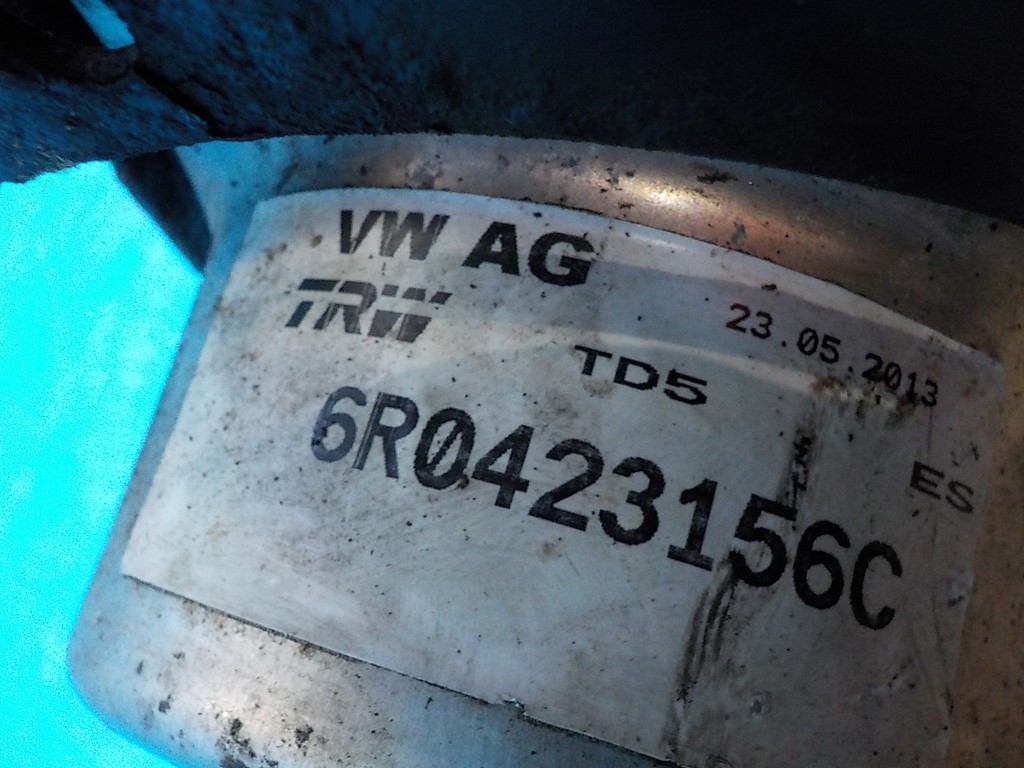 VW AG
TRW
23.05.2013
TD5
6R0423156C
ES